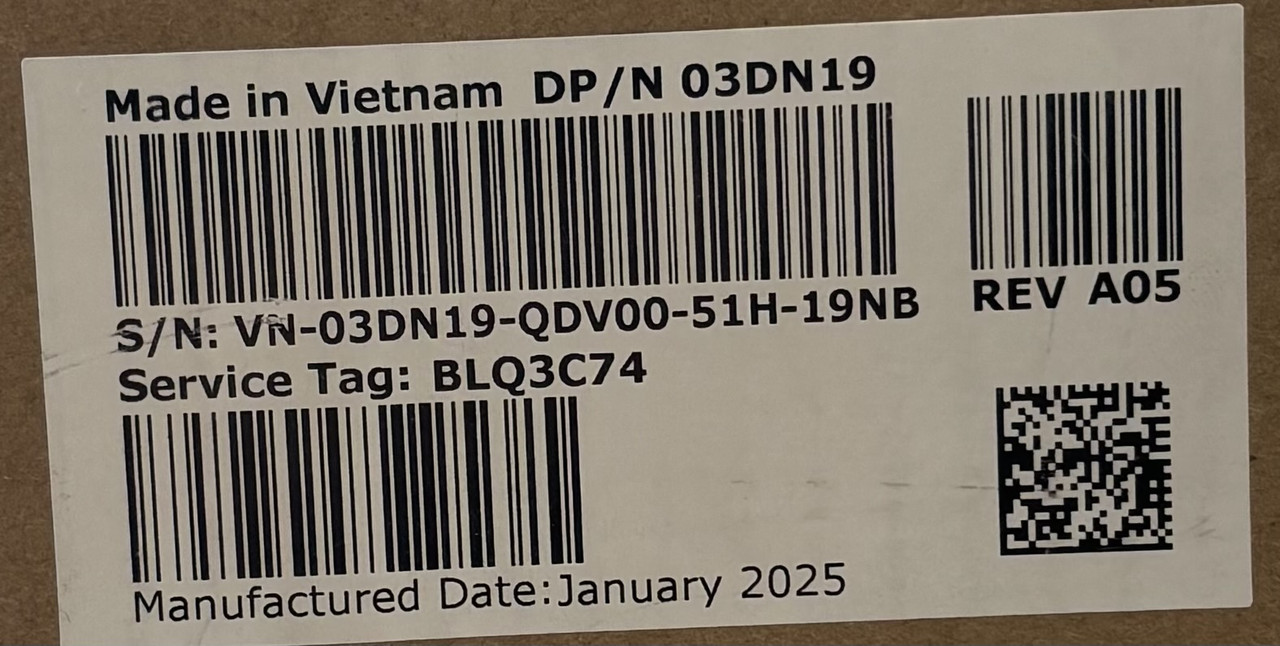 Made in Vietnam DP/N 03DN19
S/N: VN-03DN19-QDV00-51H-19NB
REV A05
Service Tag: BLQ3C74
Manufactured Date:January 2025